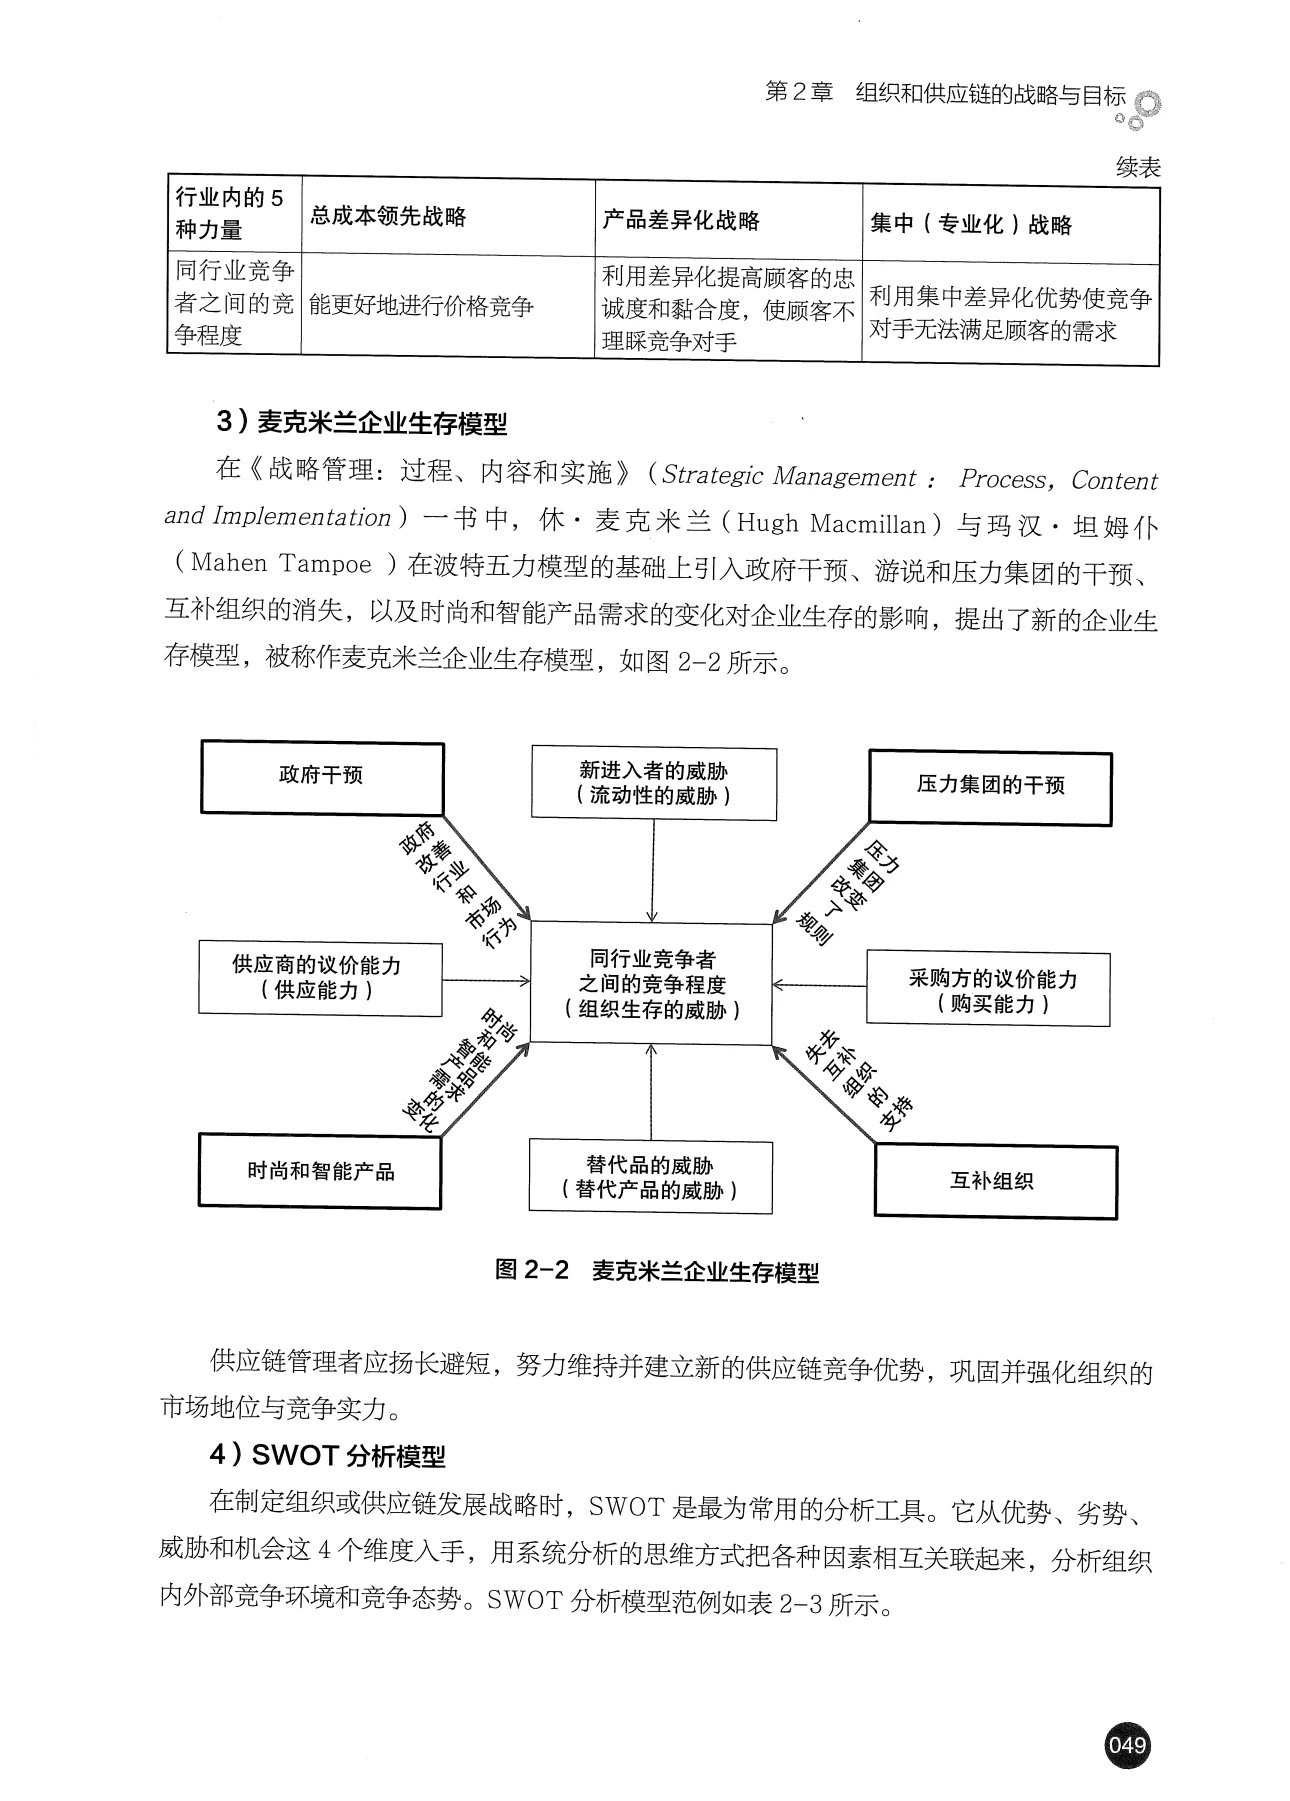 第2章 组织和供应链的战略与目标
续表
行业内的5
种力量
总成本领先战略
产品差异化战略
集中（专业化）战略
同行业竞争
者之间的竞
争程度
能更好地进行价格竞争
利用差异化提高顾客的忠
诚度和黏合度，使顾客不
理睬竞争对手
利用集中差异化优势使竞争
对手无法满足顾客的需求
3）麦克米兰企业生存模型
在《战略管理：过程、内容和实施》（Strategic Management： Process，Content
and Implementation）一书中，休·麦克米兰（Hugh Macmillan）与玛汉·坦姆仆
（Mahen Tampoe ）在波特五力模型的基础上引入政府干预、游说和压力集团的干预、
互补组织的消失，以及时尚和智能产品需求的变化对企业生存的影响，提出了新的企业生
存模型，被称作麦克米兰企业生存模型，如图 2-2 所示。
政府干预
新进入者的威胁
（流动性的威胁）
压力集团的干预
政府
改善
行业
和
市场
行为
压力
集团
改变
了
规则
供应商的议价能力
（供应能力）
同行业竞争者
之间的竞争程度
（组织生存的威胁）
采购方的议价能力
（购买能力）
时尚
和智能
产品
需求
的
变化
失去
互补
组织
的
支持
时尚和智能产品
替代品的威胁
（替代产品的威胁）
互补组织
图 2-2 麦克米兰企业生存模型
供应链管理者应扬长避短，努力维持并建立新的供应链竞争优势，巩固并强化组织的
市场地位与竞争实力。
4）SWOT 分析模型
在制定组织或供应链发展战略时，SWOT 是最为常用的分析工具。它从优势、劣势、
威胁和机会这 4 个维度入手，用系统分析的思维方式把各种因素相互关联起来，分析组织
内外部竞争环境和竞争态势。SWOT 分析模型范例如表 2-3 所示。
049